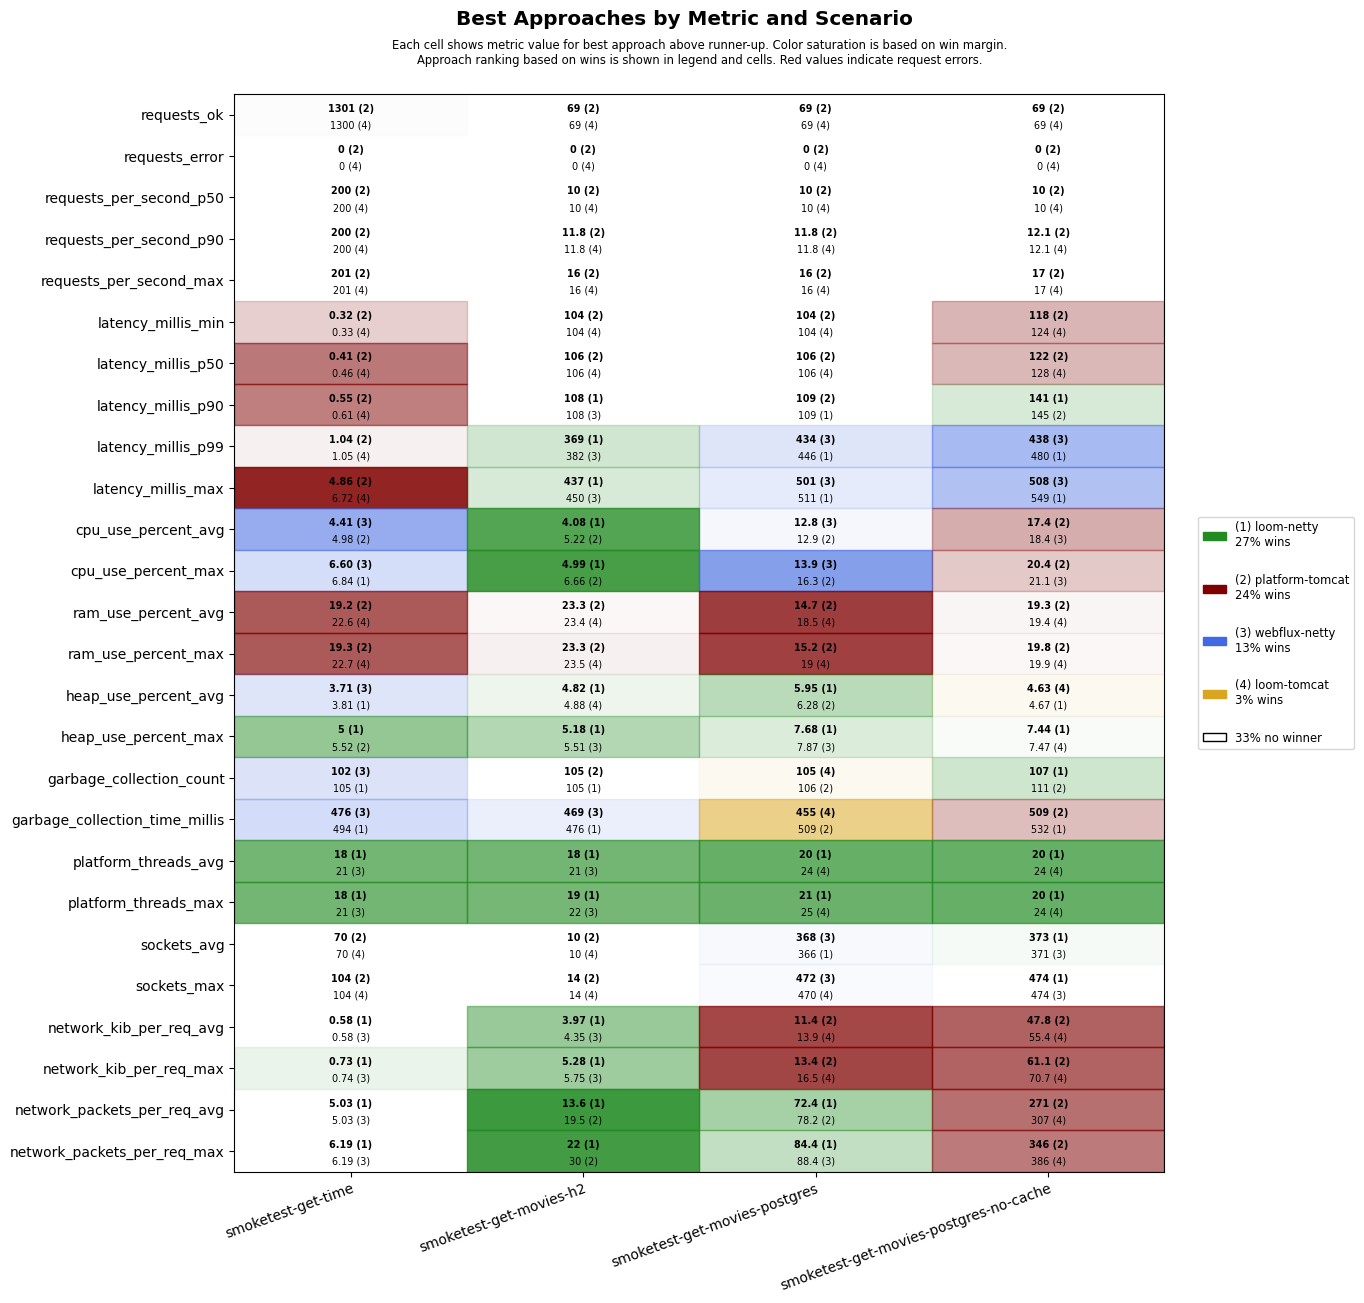 Best Approaches by Metric and Scenario
Each cell shows metric value for best approach above runner-up. Color saturation is based on win margin.
Approach ranking based on wins is shown in legend and cells. Red values indicate request errors.
requests_ok
1301 (2) 69 (2) 69 (2) 69 (2)
1300 (4) 69 (4) 69 (4) 69 (4)
requests_error
0 (2) 0 (2) 0 (2) 0 (2)
0 (4) 0 (4) 0 (4) 0 (4)
requests_per_second_p50
200 (2) 10 (2) 10 (2) 10 (2)
200 (4) 10 (4) 10 (4) 10 (4)
requests_per_second_p90
200 (2) 11.8 (2) 11.8 (2) 12.1 (2)
200 (4) 11.8 (4) 11.8 (4) 12.1 (4)
requests_per_second_max
201 (2) 16 (2) 16 (2) 17 (2)
201 (4) 16 (4) 16 (4) 17 (4)
latency_millis_min
0.32 (2) 104 (2) 104 (2) 118 (2)
0.33 (4) 104 (4) 104 (4) 124 (4)
latency_millis_p50
0.41 (2) 106 (2) 106 (2) 122 (2)
0.46 (4) 106 (4) 106 (4) 128 (4)
latency_millis_p90
0.55 (2) 108 (1) 109 (2) 141 (1)
0.61 (4) 108 (3) 109 (1) 145 (2)
latency_millis_p99
1.04 (2) 369 (1) 434 (3) 438 (3)
1.05 (4) 382 (3) 446 (1) 480 (1)
latency_millis_max
4.86 (2) 437 (1) 501 (3) 508 (3)
6.72 (4) 450 (3) 511 (1) 549 (1)
cpu_use_percent_avg
4.41 (3) 4.08 (1) 12.8 (3) 17.4 (2)
4.98 (2) 5.22 (2) 12.9 (2) 18.4 (3)
cpu_use_percent_max
6.60 (3) 4.99 (1) 13.9 (3) 20.4 (2)
6.84 (1) 6.66 (2) 16.3 (2) 21.1 (3)
ram_use_percent_avg
19.2 (2) 23.3 (2) 14.7 (2) 19.3 (2)
22.6 (4) 23.4 (4) 18.5 (4) 19.4 (4)
ram_use_percent_max
19.3 (2) 23.3 (2) 15.2 (2) 19.8 (2)
22.7 (4) 23.5 (4) 19 (4) 19.9 (4)
heap_use_percent_avg
3.71 (3) 4.82 (1) 5.95 (1) 4.63 (4)
3.81 (1) 4.88 (4) 6.28 (2) 4.67 (1)
heap_use_percent_max
5 (1) 5.18 (1) 7.68 (1) 7.44 (1)
5.52 (2) 5.51 (3) 7.87 (3) 7.47 (4)
garbage_collection_count
102 (3) 105 (2) 105 (4) 107 (1)
105 (1) 105 (1) 106 (2) 111 (2)
garbage_collection_time_millis
476 (3) 469 (3) 455 (4) 509 (2)
494 (1) 476 (1) 509 (2) 532 (1)
platform_threads_avg
18 (1) 18 (1) 20 (1) 20 (1)
21 (3) 21 (3) 24 (4) 24 (4)
platform_threads_max
18 (1) 19 (1) 21 (1) 20 (1)
21 (3) 22 (3) 25 (4) 24 (4)
sockets_avg
70 (2) 10 (2) 368 (3) 373 (1)
70 (4) 10 (4) 366 (1) 371 (3)
sockets_max
104 (2) 14 (2) 472 (3) 474 (1)
104 (4) 14 (4) 470 (4) 474 (3)
network_kib_per_req_avg
0.58 (1) 3.97 (1) 11.4 (2) 47.8 (2)
0.58 (3) 4.35 (3) 13.9 (4) 55.4 (4)
network_kib_per_req_max
0.73 (1) 5.28 (1) 13.4 (2) 61.1 (2)
0.74 (3) 5.75 (3) 16.5 (4) 70.7 (4)
network_packets_per_req_avg
5.03 (1) 13.6 (1) 72.4 (1) 271 (2)
5.03 (3) 19.5 (2) 78.2 (2) 307 (4)
network_packets_per_req_max
6.19 (1) 22 (1) 84.4 (1) 346 (2)
6.19 (3) 30 (2) 88.4 (3) 386 (4)
smoketest-get-time
smoketest-get-movies-h2
smoketest-get-movies-postgres
smoketest-get-movies-postgres-no-cache
(1) loom-netty
27% wins
(2) platform-tomcat
24% wins
(3) webflux-netty
13% wins
(4) loom-tomcat
3% wins
33% no winner